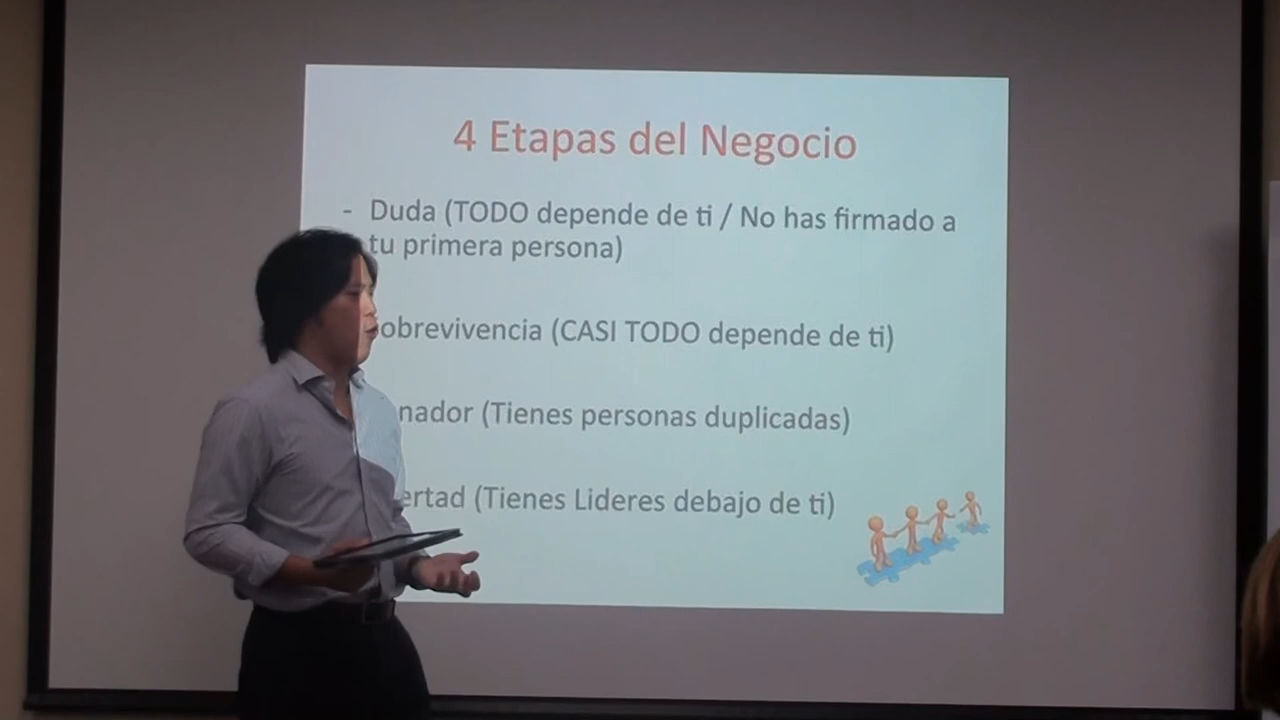 4 Etapas del Negocio
- Duda (TODO depende de ti / No has firmado a
tu primera persona)
obrevivencia (CASI TODO depende de ti)
nador (Tienes personas duplicadas)
ertad (Tienes Lideres debajo de ti)